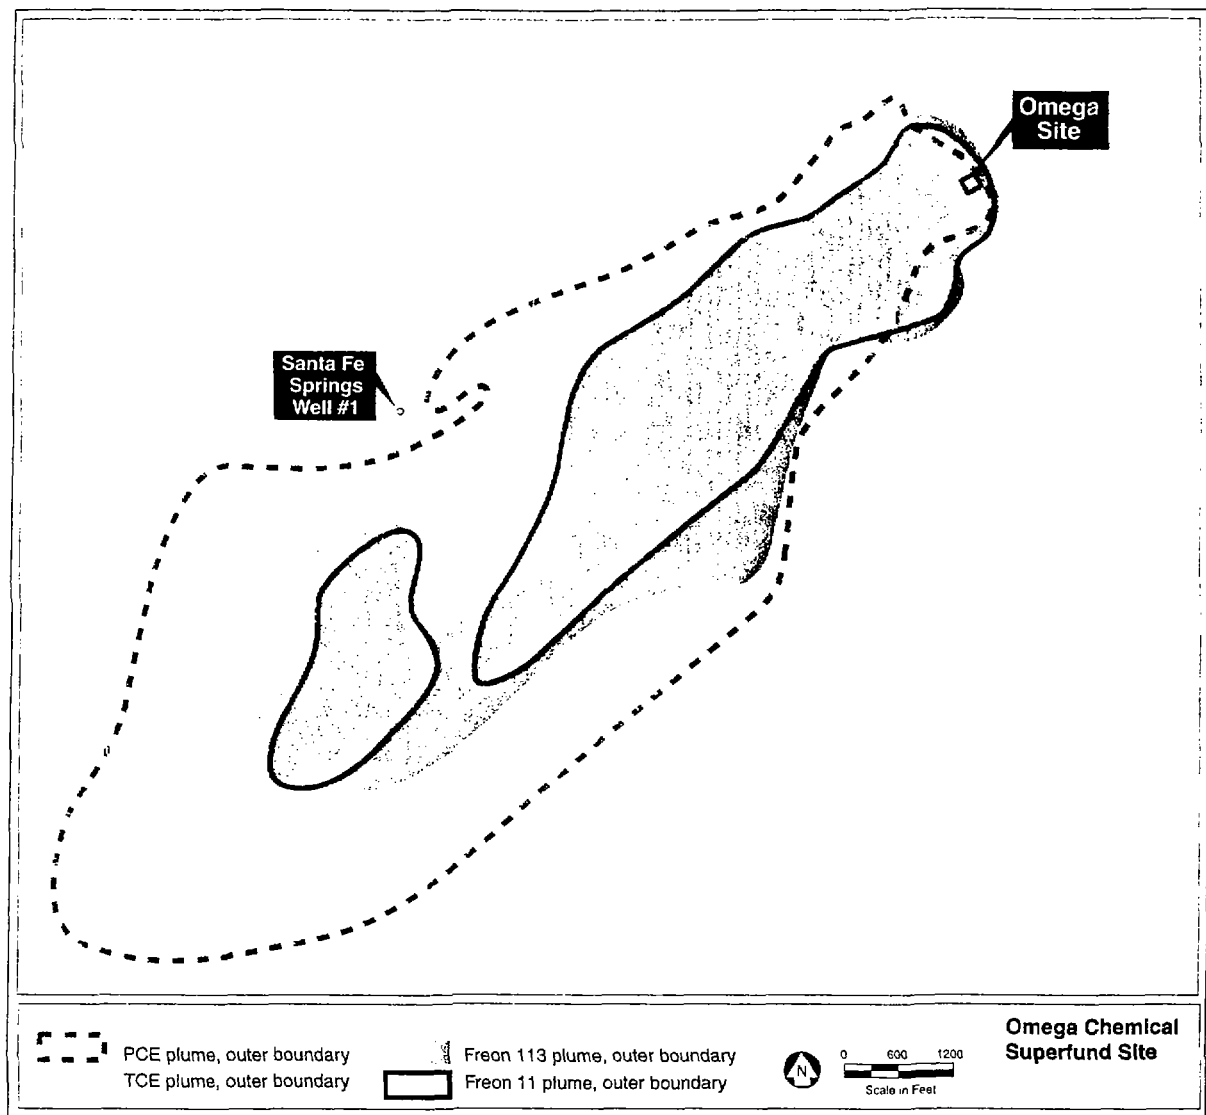 Omega
Site
Santa Fe
Springs
Well #1
PCE plume, outer boundary
TCE plume, outer boundary
Freon 113 plume, outer boundary
Freon 11 plume, outer boundary
N
0 600 1200
Scale in Feet
Omega Chemical
Superfund Site